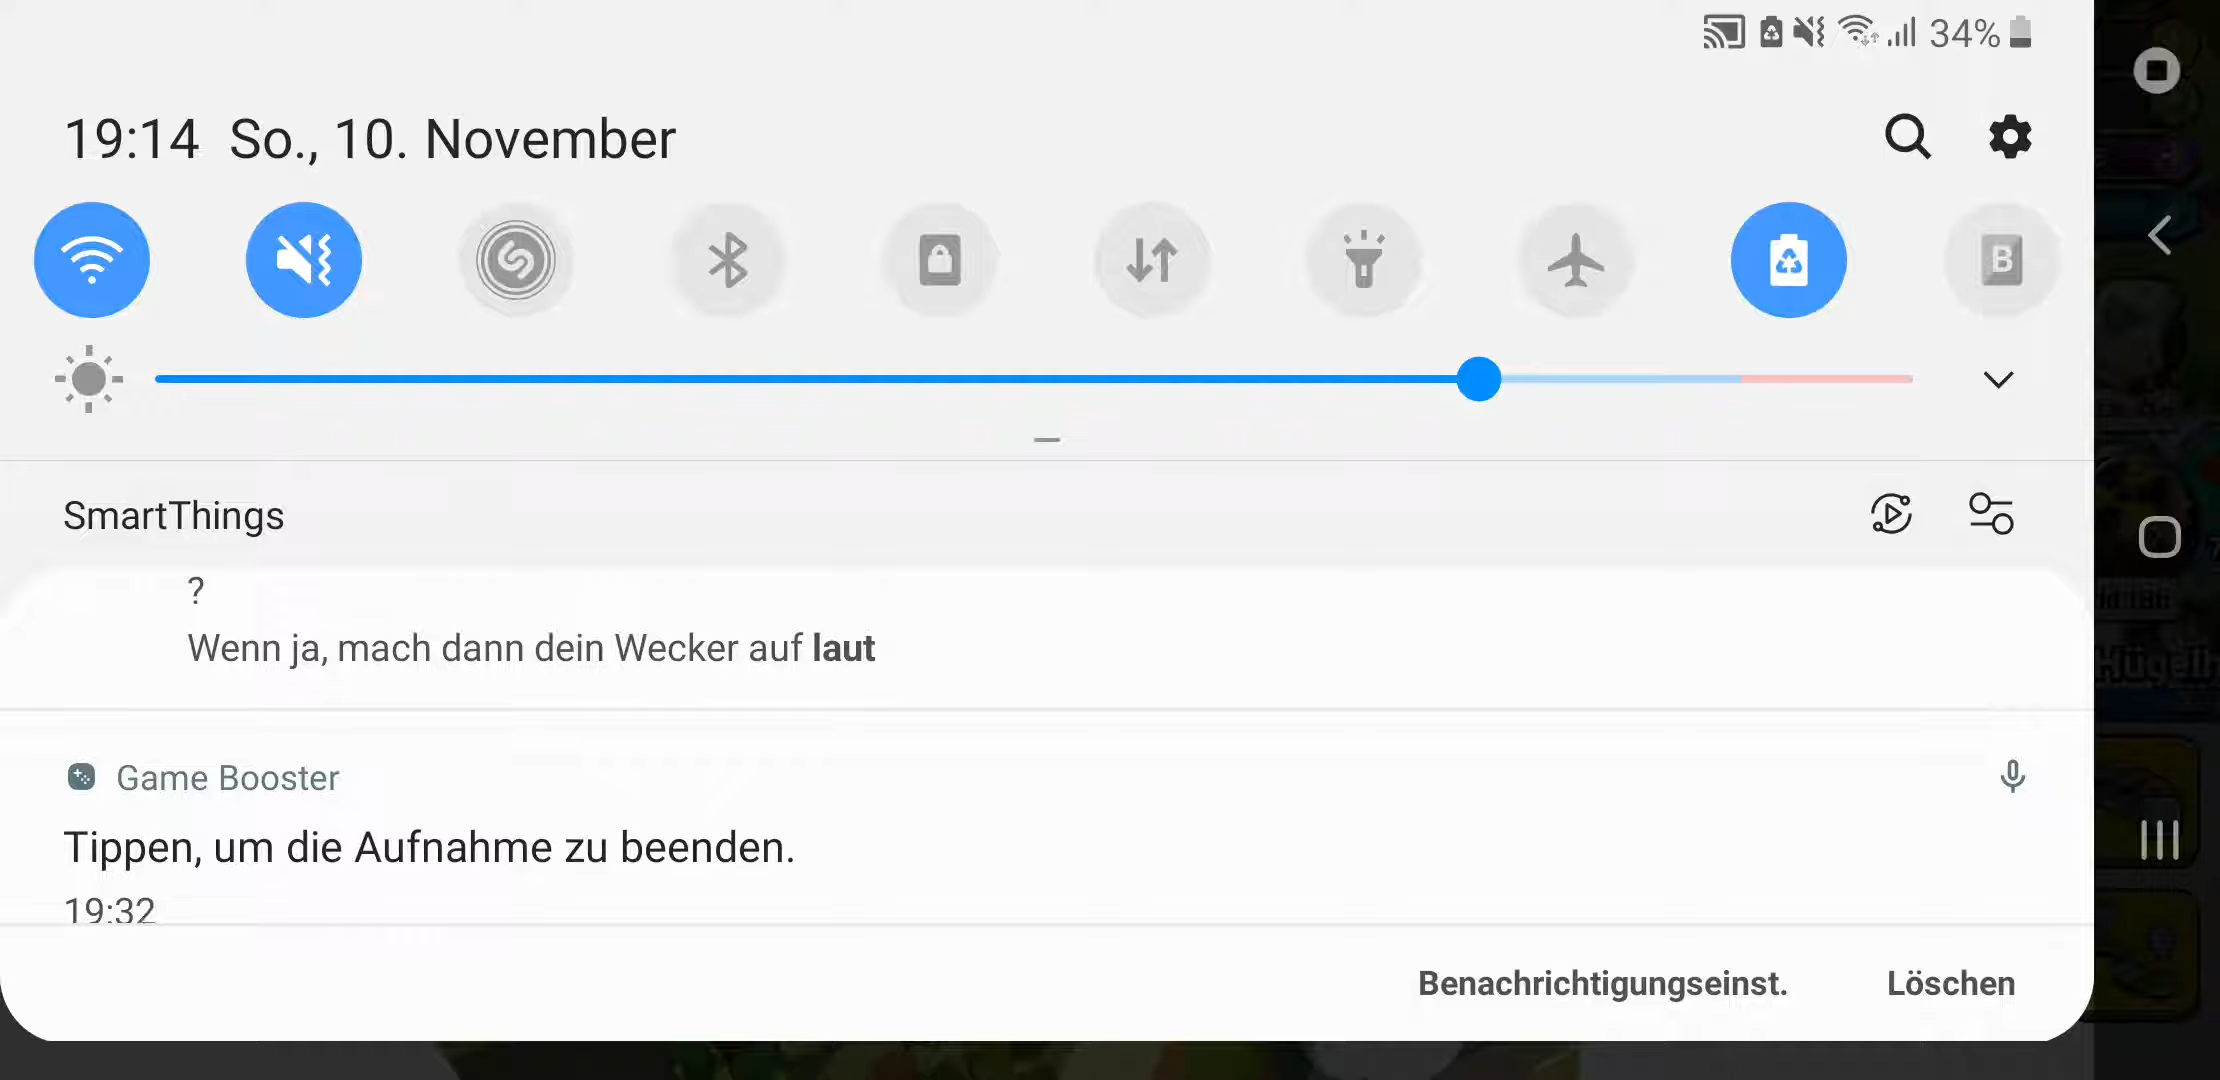 34%
19:14 So., 10. November
B
SmartThings
?
Wenn ja, mach dann dein Wecker auf laut
Game Booster
Tippen, um die Aufnahme zu beenden.
19:32
Benachrichtigungseinst. Löschen